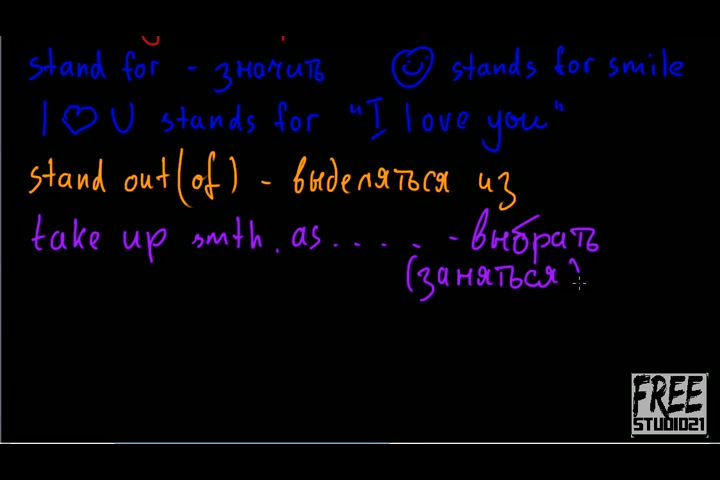 stand for - значить ☺ stands for smile
I ♡ U stands for "I love you"
stand out (of) - выделяться из
take up smth. as..... - выбрать
(заняться)
FREE
STUDIO21